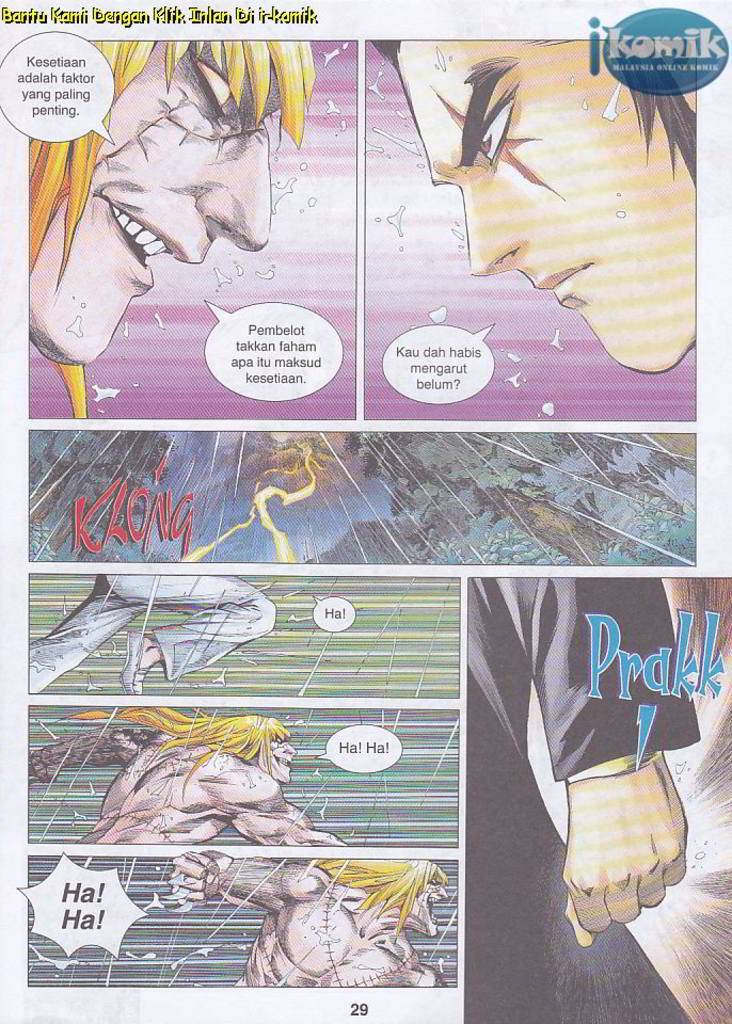 Bantu Kami Dengan Klik Inlan Di i-komik
ikomik
MALAYSIA ONLINE KOMIK
Kesetiaan
adalah faktor
yang paling
penting.
Pembelot
takkan faham
apa itu maksud
kesetiaan.
Kau dah habis
mengarut
belum?
KLONG
Ha!
Prakk
!
Ha! Ha!
Ha!
Ha!
29